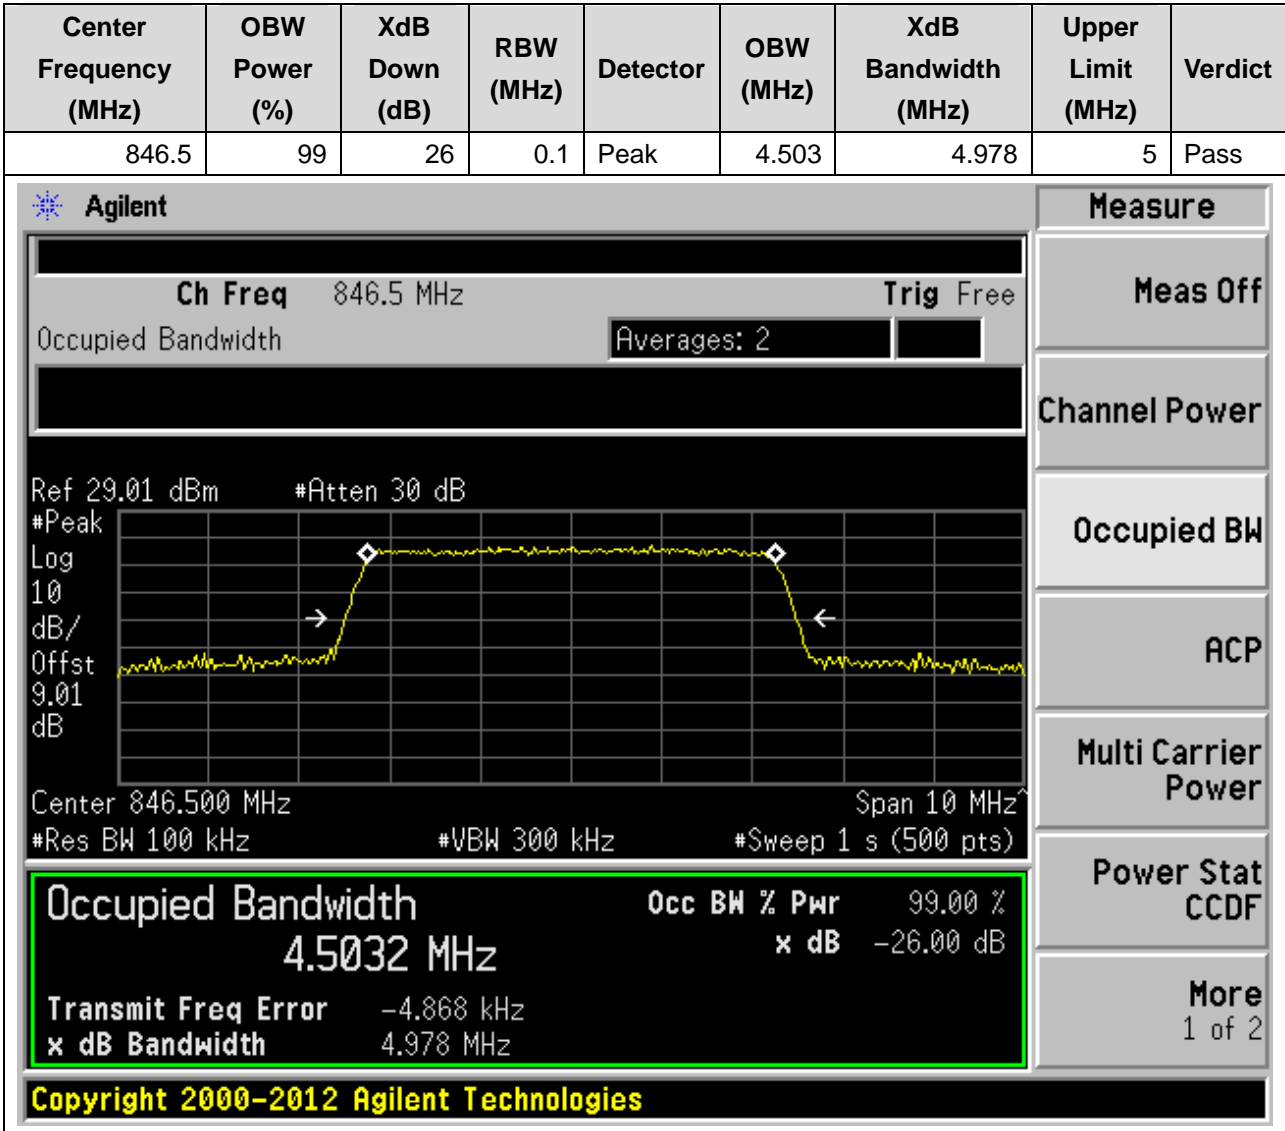 Center Frequency (MHz) OBW Power (%) XdB Down (dB) RBW (MHz) Detector OBW (MHz) XdB Bandwidth (MHz) Upper Limit (MHz) Verdict
846.5 99 26 0.1 Peak 4.503 4.978 5 Pass
Agilent
Ch Freq 846.5 MHz Trig Free
Occupied Bandwidth Averages: 2
Ref 29.01 dBm #Atten 30 dB
#Peak
Log
10
dB/
Offst
9.01
dB
Center 846.500 MHz Span 10 MHz^
#Res BW 100 kHz #VBW 300 kHz #Sweep 1 s (500 pts)
Occupied Bandwidth Occ BW % Pwr 99.00 %
4.5032 MHz x dB -26.00 dB
Transmit Freq Error -4.868 kHz
x dB Bandwidth 4.978 MHz
Copyright 2000-2012 Agilent Technologies
Measure
Meas Off
Channel Power
Occupied BW
ACP
Multi Carrier
Power
Power Stat
CCDF
More
1 of 2